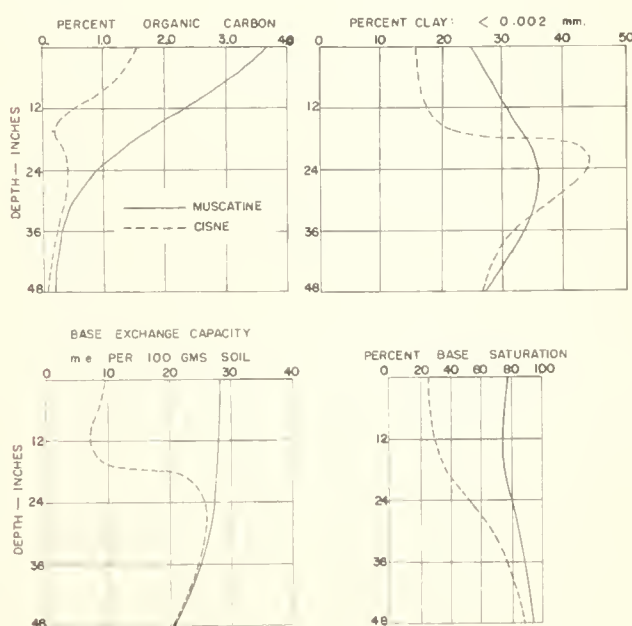 PERCENT ORGANIC CARBON
0. 1.0 2.0 3.0 40
12
24
36
48
DEPTH — INCHES
MUSCATINE
CISNE
PERCENT CLAY: < 0.002 mm.
0 10 20 30 40 50
12
24
36
48
BASE EXCHANGE CAPACITY
m e PER 100 GMS SOIL
0 10 20 30 40
12
24
36
48
DEPTH — INCHES
PERCENT BASE SATURATION
0 20 40 60 80 100
12
24
36
48